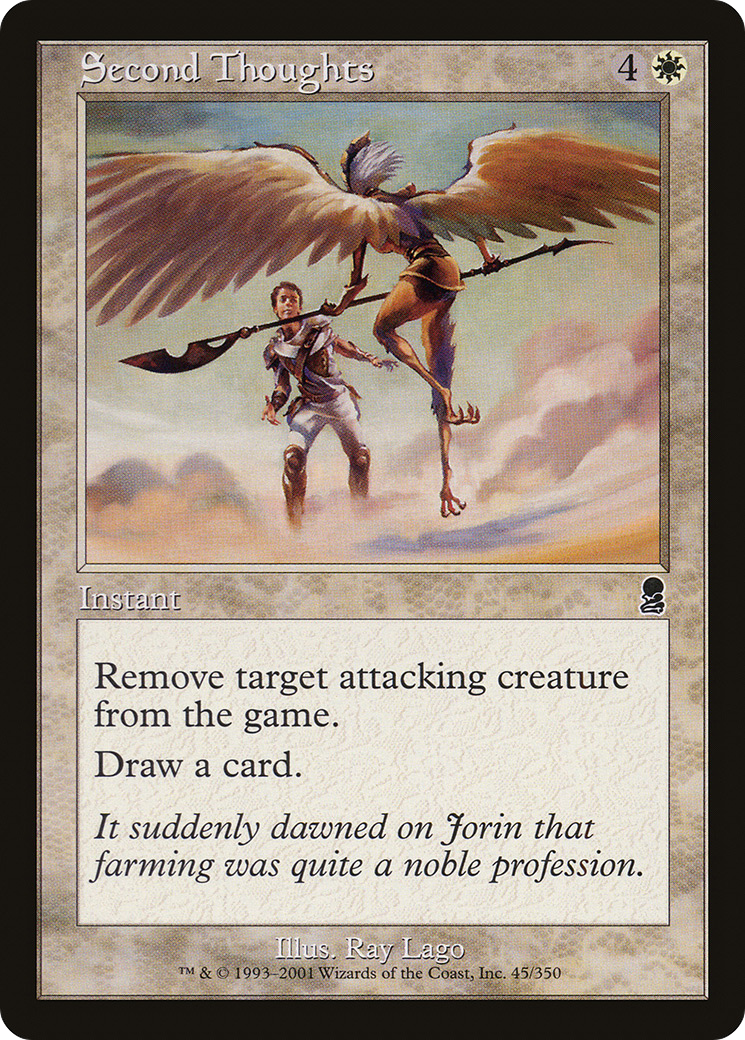 Second Thoughts 4
Instant
Remove target attacking creature
from the game.
Draw a card.
It suddenly dawned on Jorin that
farming was quite a noble profession.
Illus. Ray Lago
™ & © 1993–2001 Wizards of the Coast, Inc. 45/350